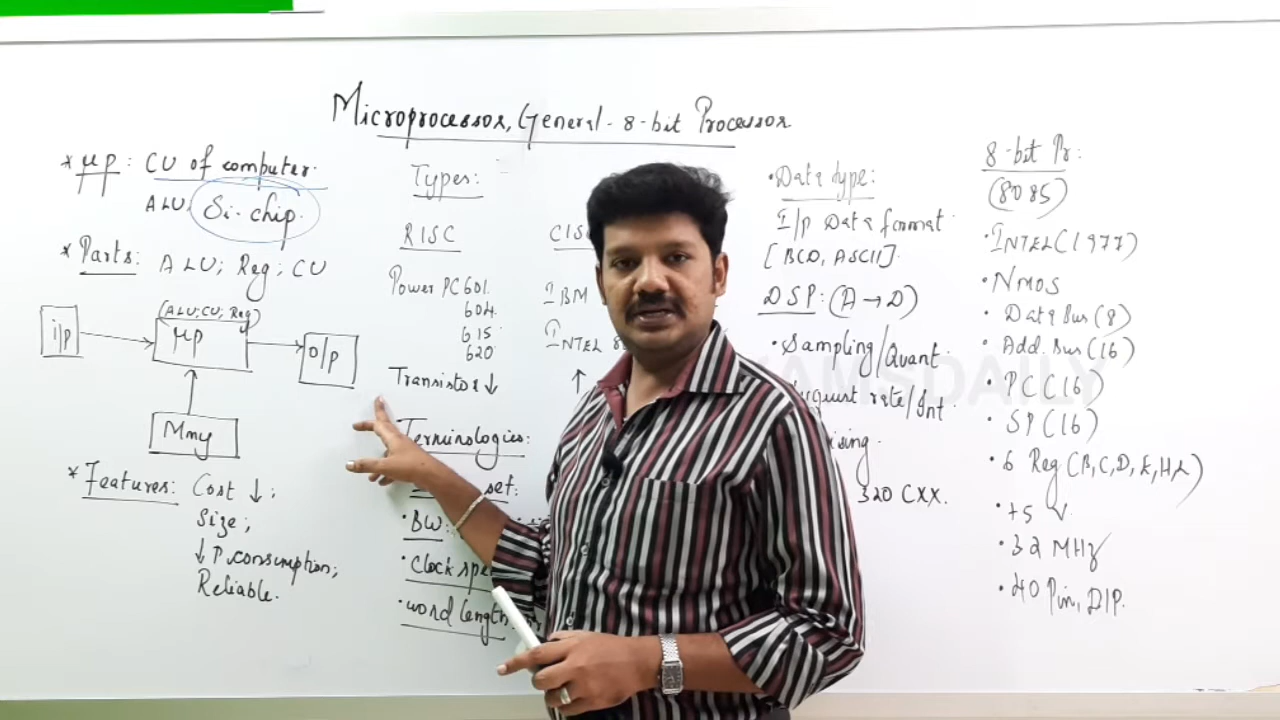 Microprocessor, General - 8-bit Processor
* μp : CU of computer.
ALU, Si-chip.
* Parts: ALU; Reg; CU
(ALU; CU; Reg)
i/p
μp
o/p
Mmy
* Features: Cost ↓;
Size;
↓ P. consumption;
Reliable.
Types:
RISC
Power PC 601.
604.
615
620
Transistor ↓
CISC
IBM
INTEL
↑
Terminologies:
set:
• BW:
• clock spe
• word length
• Data type:
I/p Data format
[BCD, ASCII].
DSP: (A → D)
• Sampling/Quant.
rate/Int.
320 CXX.
8-bit Pr:
(8085)
• INTEL (1977)
• NMOS
• Data Bus (8)
• Add. Bus (16)
• PC (16)
• SP (16)
• 6 Reg (B, C, D, E, H, L)
• +5 V
• 3.2 MHz
• 40 Pin, DIP.
AMSDAILY